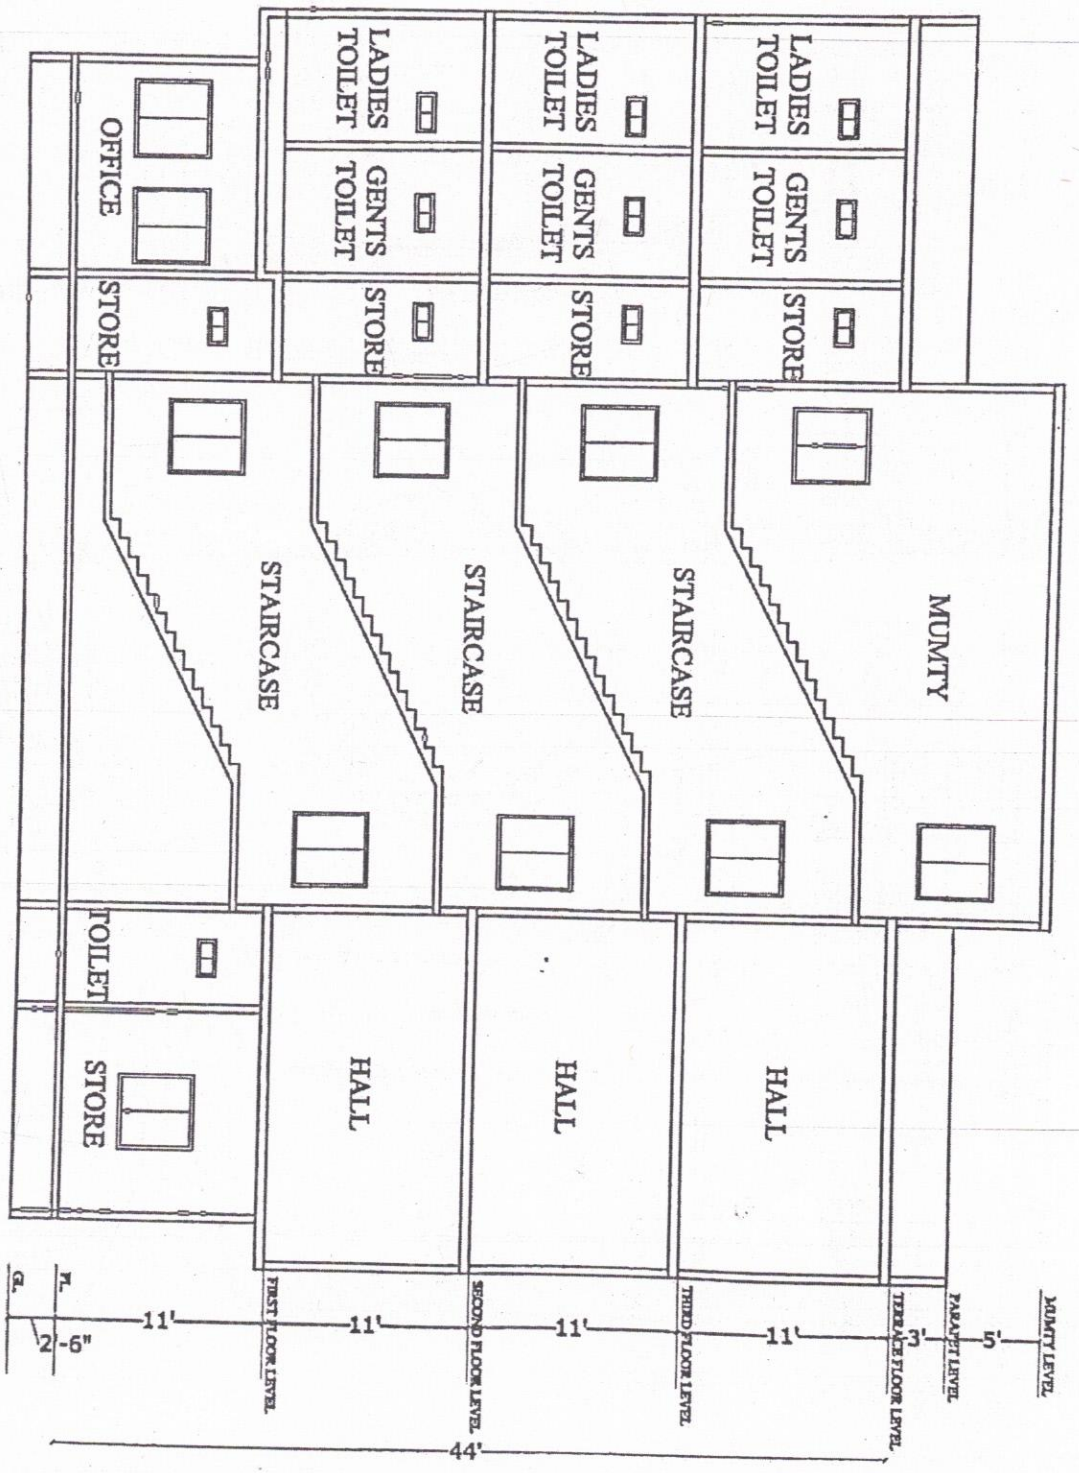 MUMTY LEVEL
5'
PARAPET LEVEL
MUMTY
3'
TERRACE FLOOR LEVEL
LADIES
TOILET
GENTS
TOILET
STORE
STAIRCASE
HALL
11'
THIRD FLOOR LEVEL
LADIES
TOILET
GENTS
TOILET
STORE
STAIRCASE
HALL
11'
SECOND FLOOR LEVEL
LADIES
TOILET
GENTS
TOILET
STORE
STAIRCASE
HALL
11'
FIRST FLOOR LEVEL
OFFICE
STORE
TOILET
STORE
11'
PL
2'-6"
GL
44'